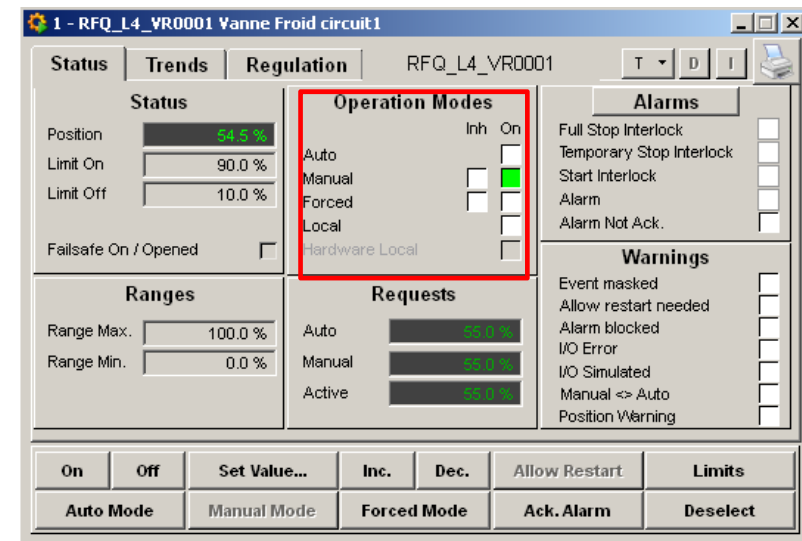 1 - RFQ_L4_VR0001 Vanne Froid circuit1
Status Trends Regulation RFQ_L4_VR0001 T D I
Status
Position 54.5 %
Limit On 90.0 %
Limit Off 10.0 %
Failsafe On / Opened
Operation Modes
Inh On
Auto
Manual
Forced
Local
Hardware Local
Alarms
Full Stop Interlock
Temporary Stop Interlock
Start Interlock
Alarm
Alarm Not Ack.
Ranges
Range Max. 100.0 %
Range Min. 0.0 %
Requests
Auto 55.0 %
Manual 55.0 %
Active 55.0 %
Warnings
Event masked
Allow restart needed
Alarm blocked
I/O Error
I/O Simulated
Manual <> Auto
Position Warning
On Off Set Value... Inc. Dec. Allow Restart Limits
Auto Mode Manual Mode Forced Mode Ack. Alarm Deselect